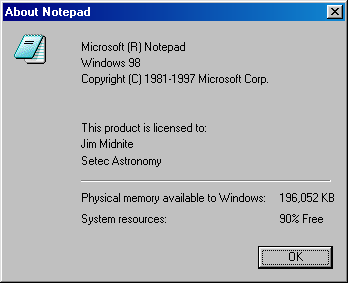 About Notepad
Microsoft (R) Notepad
Windows 98
Copyright (C) 1981-1997 Microsoft Corp.
This product is licensed to:
Jim Midnite
Setec Astronomy
Physical memory available to Windows: 196,052 KB
System resources: 90% Free
OK